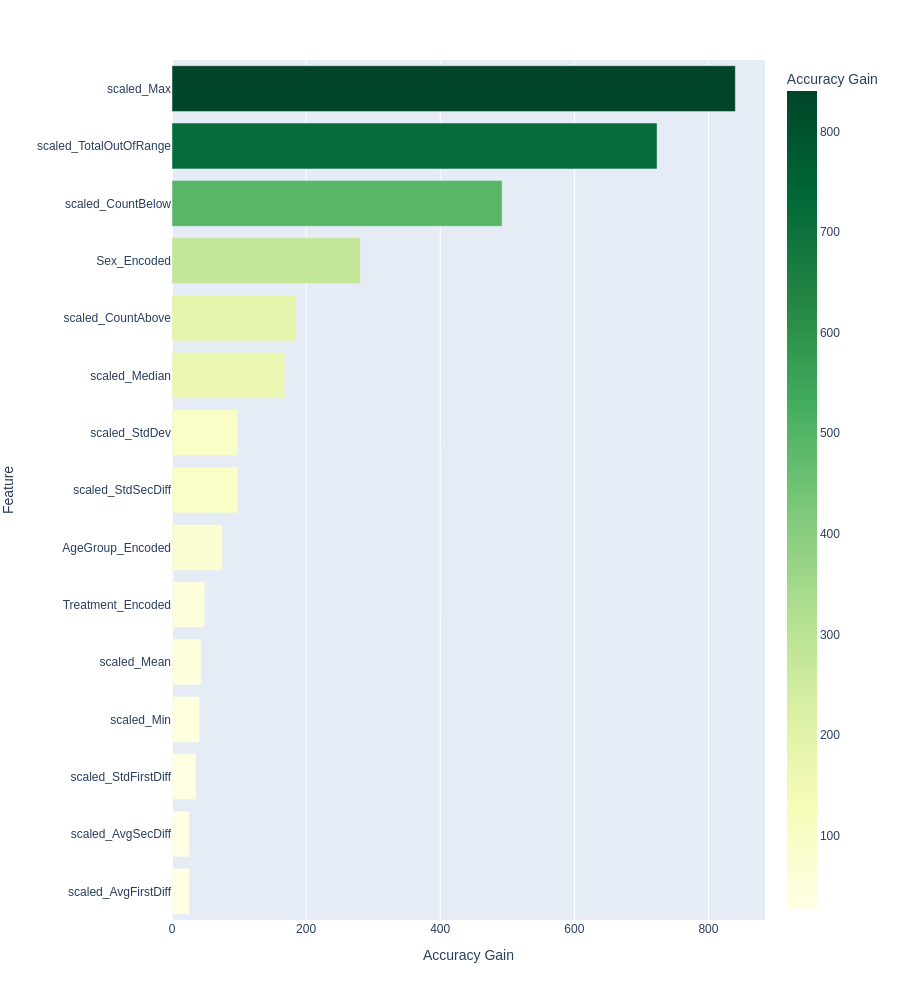 Accuracy Gain
scaled_Max
scaled_TotalOutOfRange
scaled_CountBelow
Sex_Encoded
scaled_CountAbove
scaled_Median
scaled_StdDev
scaled_StdSecDiff
AgeGroup_Encoded
Treatment_Encoded
scaled_Mean
scaled_Min
scaled_StdFirstDiff
scaled_AvgSecDiff
scaled_AvgFirstDiff
Feature
0 200 400 600 800
Accuracy Gain
800
700
600
500
400
300
200
100